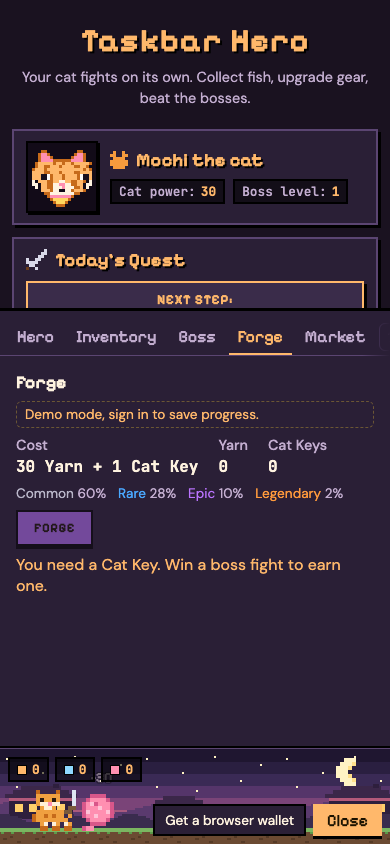 Taskbar Hero
Your cat fights on its own. Collect fish, upgrade gear,
beat the bosses.
Mochi the cat
Cat power: 30
Boss level: 1
Today's Quest
NEXT STEP:
Hero
Inventory
Boss
Forge
Market
Forge
Demo mode, sign in to save progress.
Cost
Yarn
Cat Keys
30 Yarn + 1 Cat Key
0
0
Common 60%
Rare 28%
Epic 10%
Legendary 2%
FORGE
You need a Cat Key. Win a boss fight to earn
one.
0
0
0
Get a browser wallet
Close